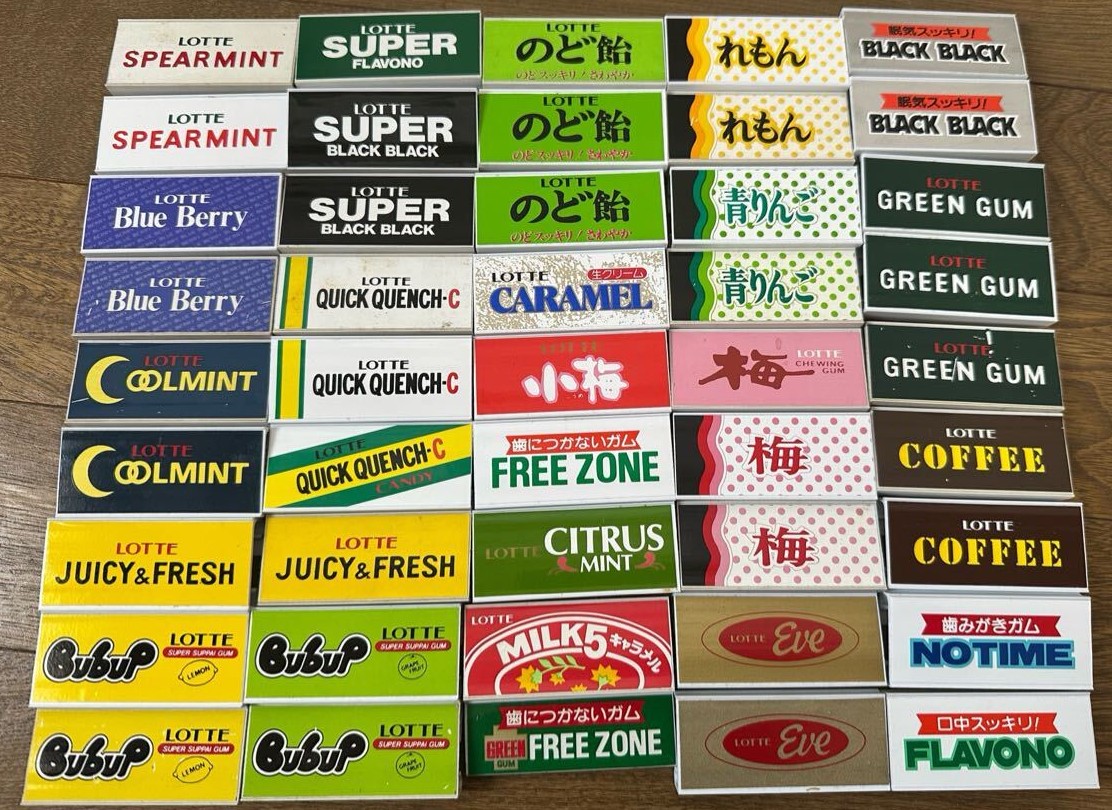 LOTTE
SPEARMINT
LOTTE
SUPER
FLAVONO
LOTTE
のど飴
のどスッキリ!さわやか
れもん
眠気スッキリ!
BLACK BLACK
LOTTE
SPEARMINT
LOTTE
SUPER
BLACK BLACK
LOTTE
のど飴
のどスッキリ!さわやか
れもん
眠気スッキリ!
BLACK BLACK
LOTTE
Blue Berry
LOTTE
SUPER
BLACK BLACK
LOTTE
のど飴
のどスッキリ!さわやか
青りんご
LOTTE
GREEN GUM
LOTTE
Blue Berry
LOTTE
QUICK QUENCH-C
LOTTE
生クリーム
CARAMEL
青りんご
LOTTE
GREEN GUM
LOTTE
COOLMINT
LOTTE
QUICK QUENCH-C
LOTTE
小梅
梅
LOTTE
CHEWING
GUM
LOTTE
GREEN GUM
LOTTE
COOLMINT
LOTTE
QUICK QUENCH-C
CANDY
歯につかないガム
FREE ZONE
梅
LOTTE
COFFEE
LOTTE
JUICY&FRESH
LOTTE
JUICY&FRESH
LOTTE
CITRUS
MINT
梅
LOTTE
COFFEE
BubuP
LOTTE
SUPER SUPPAI GUM
LEMON
BubuP
LOTTE
SUPER SUPPAI GUM
GRAPE
FRUIT
LOTTE
MILK5キャラメル
LOTTE Eve
歯みがきガム
NOTIME
BubuP
LOTTE
SUPER SUPPAI GUM
LEMON
BubuP
LOTTE
SUPER SUPPAI GUM
GRAPE
FRUIT
歯につかないガム
GREEN
GUM
FREE ZONE
LOTTE Eve
口中スッキリ!
FLAVONO